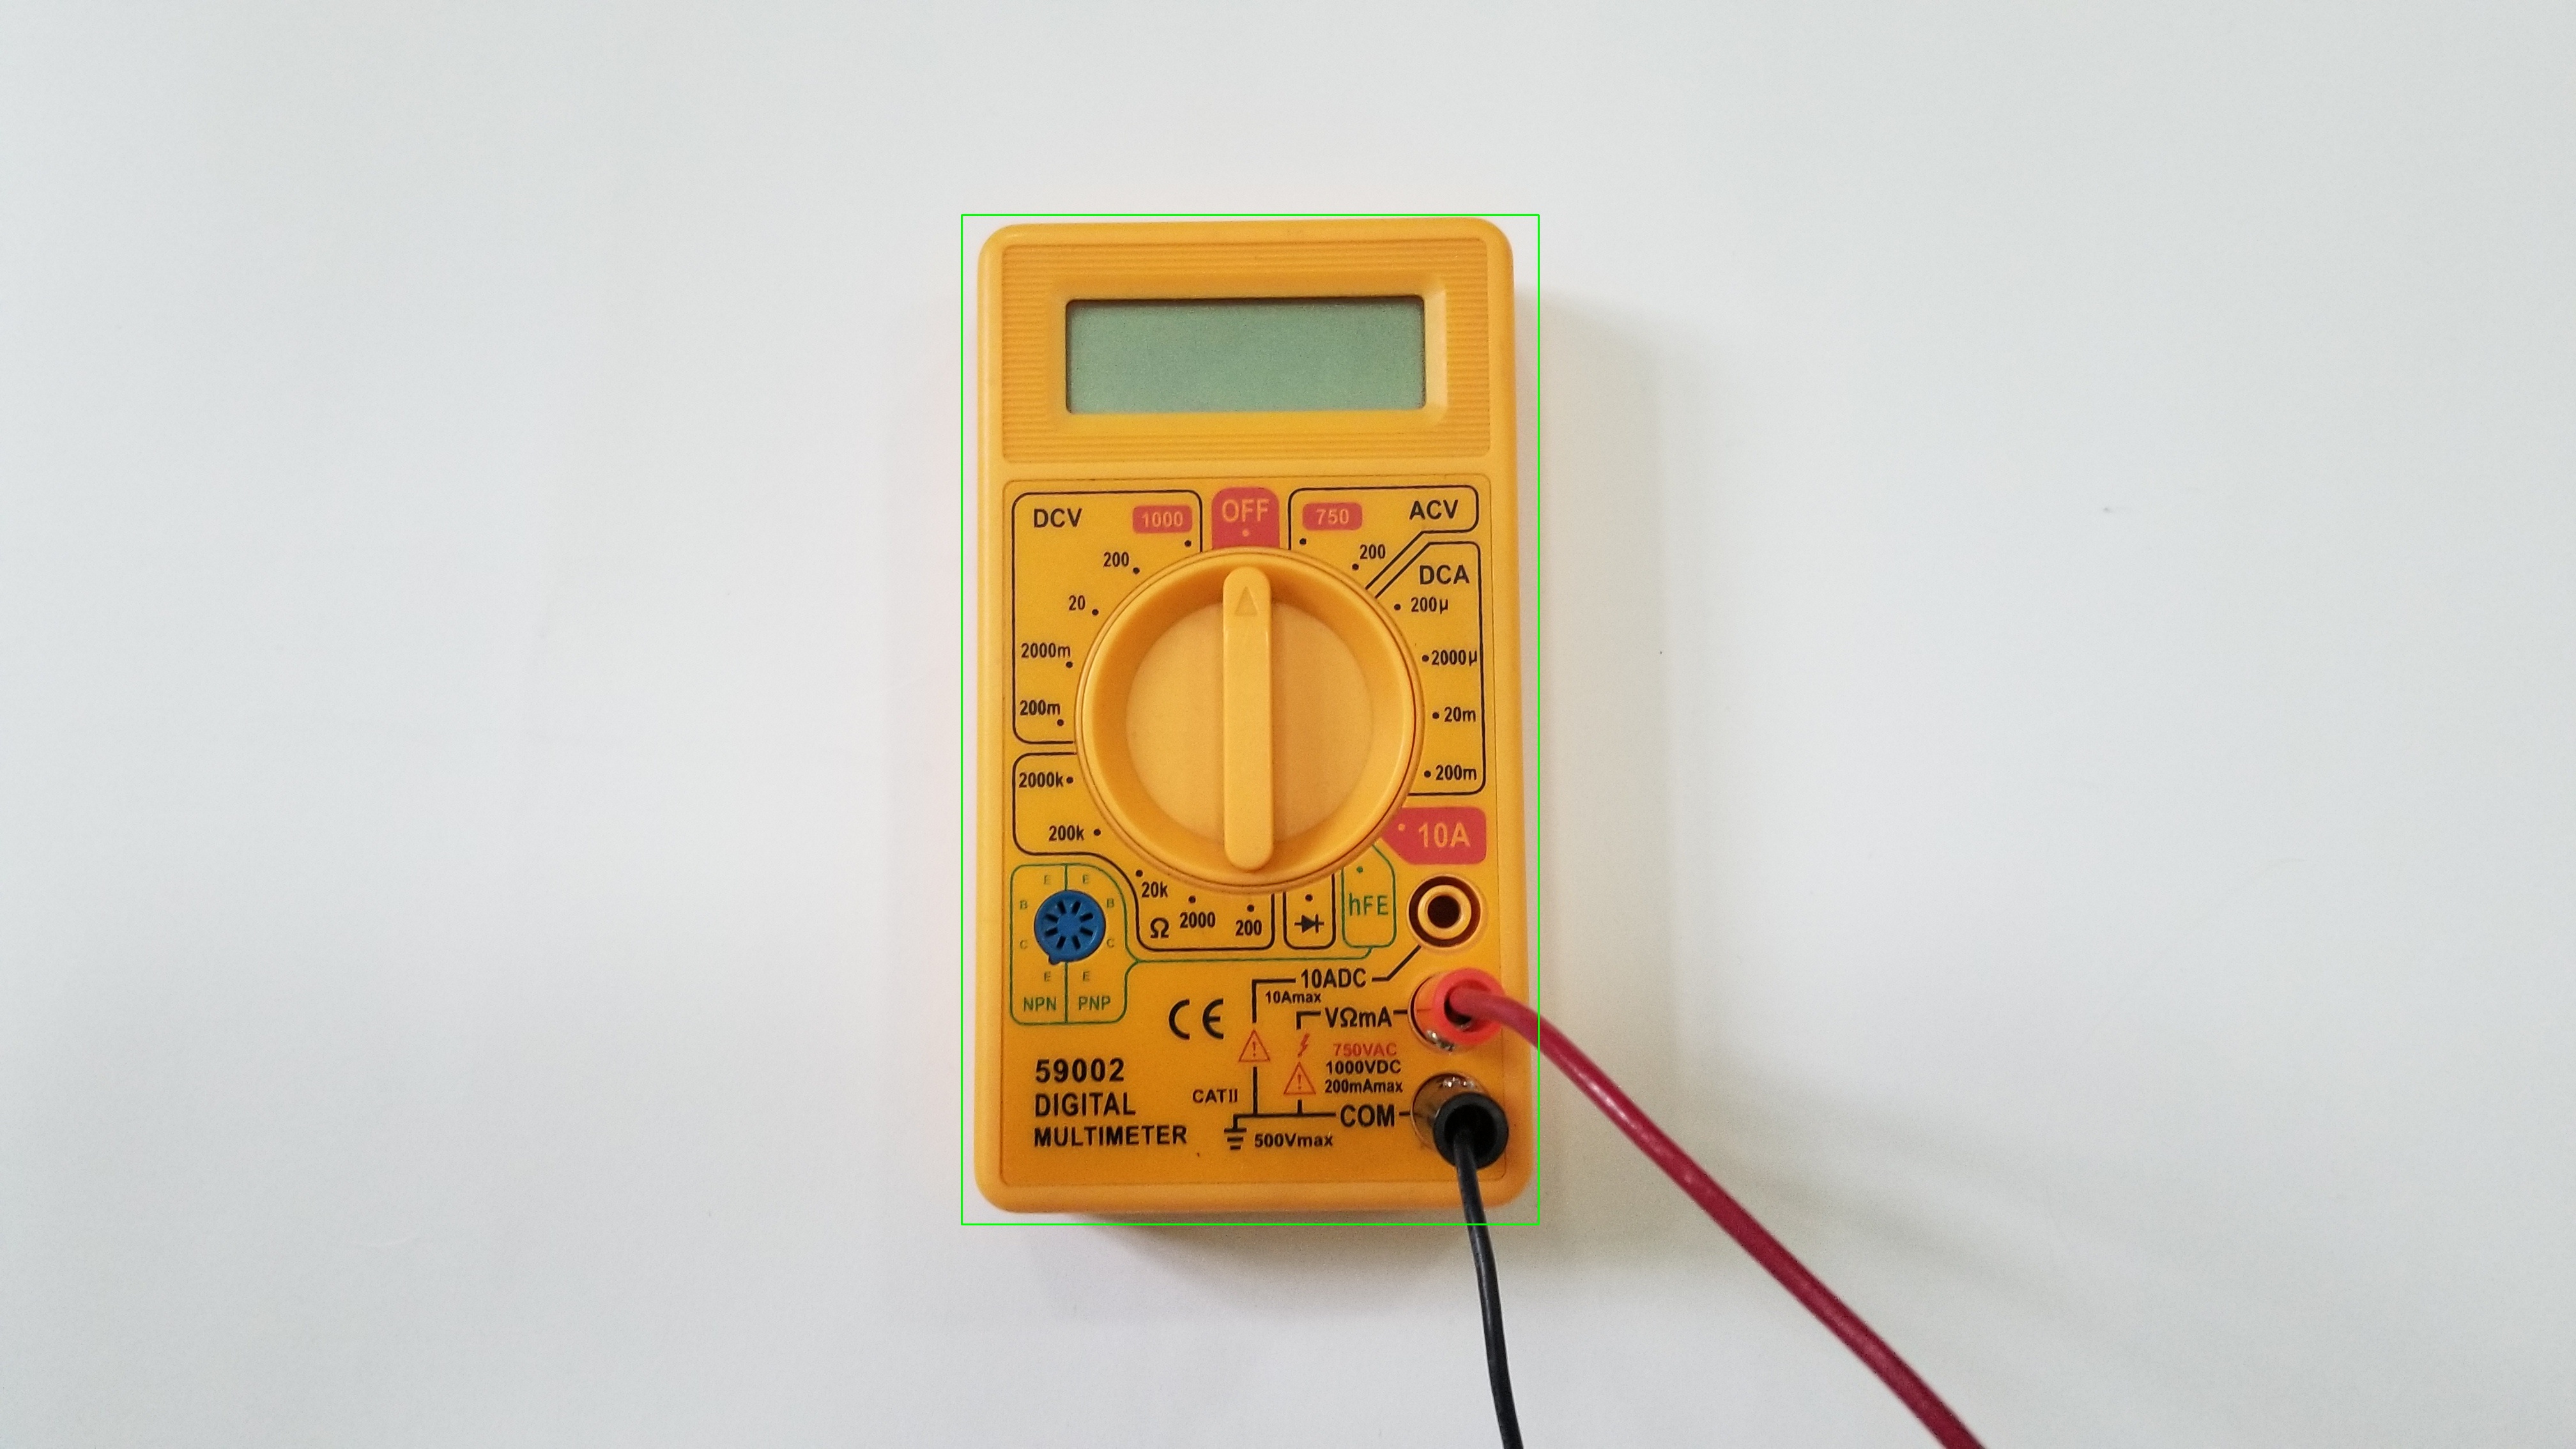 DCV 1000 OFF 750 ACV
200 200
DCA
20 200µ
2000m 2000µ
200m 20m
2000k 200m
200k 10A
20k
Ω 2000 200 hFE
E E
B B
C C
E E
NPN PNP
10ADC
10Amax
CE VΩmA
750VAC
1000VDC
200mAmax
CATII
COM
500Vmax
59002
DIGITAL
MULTIMETER